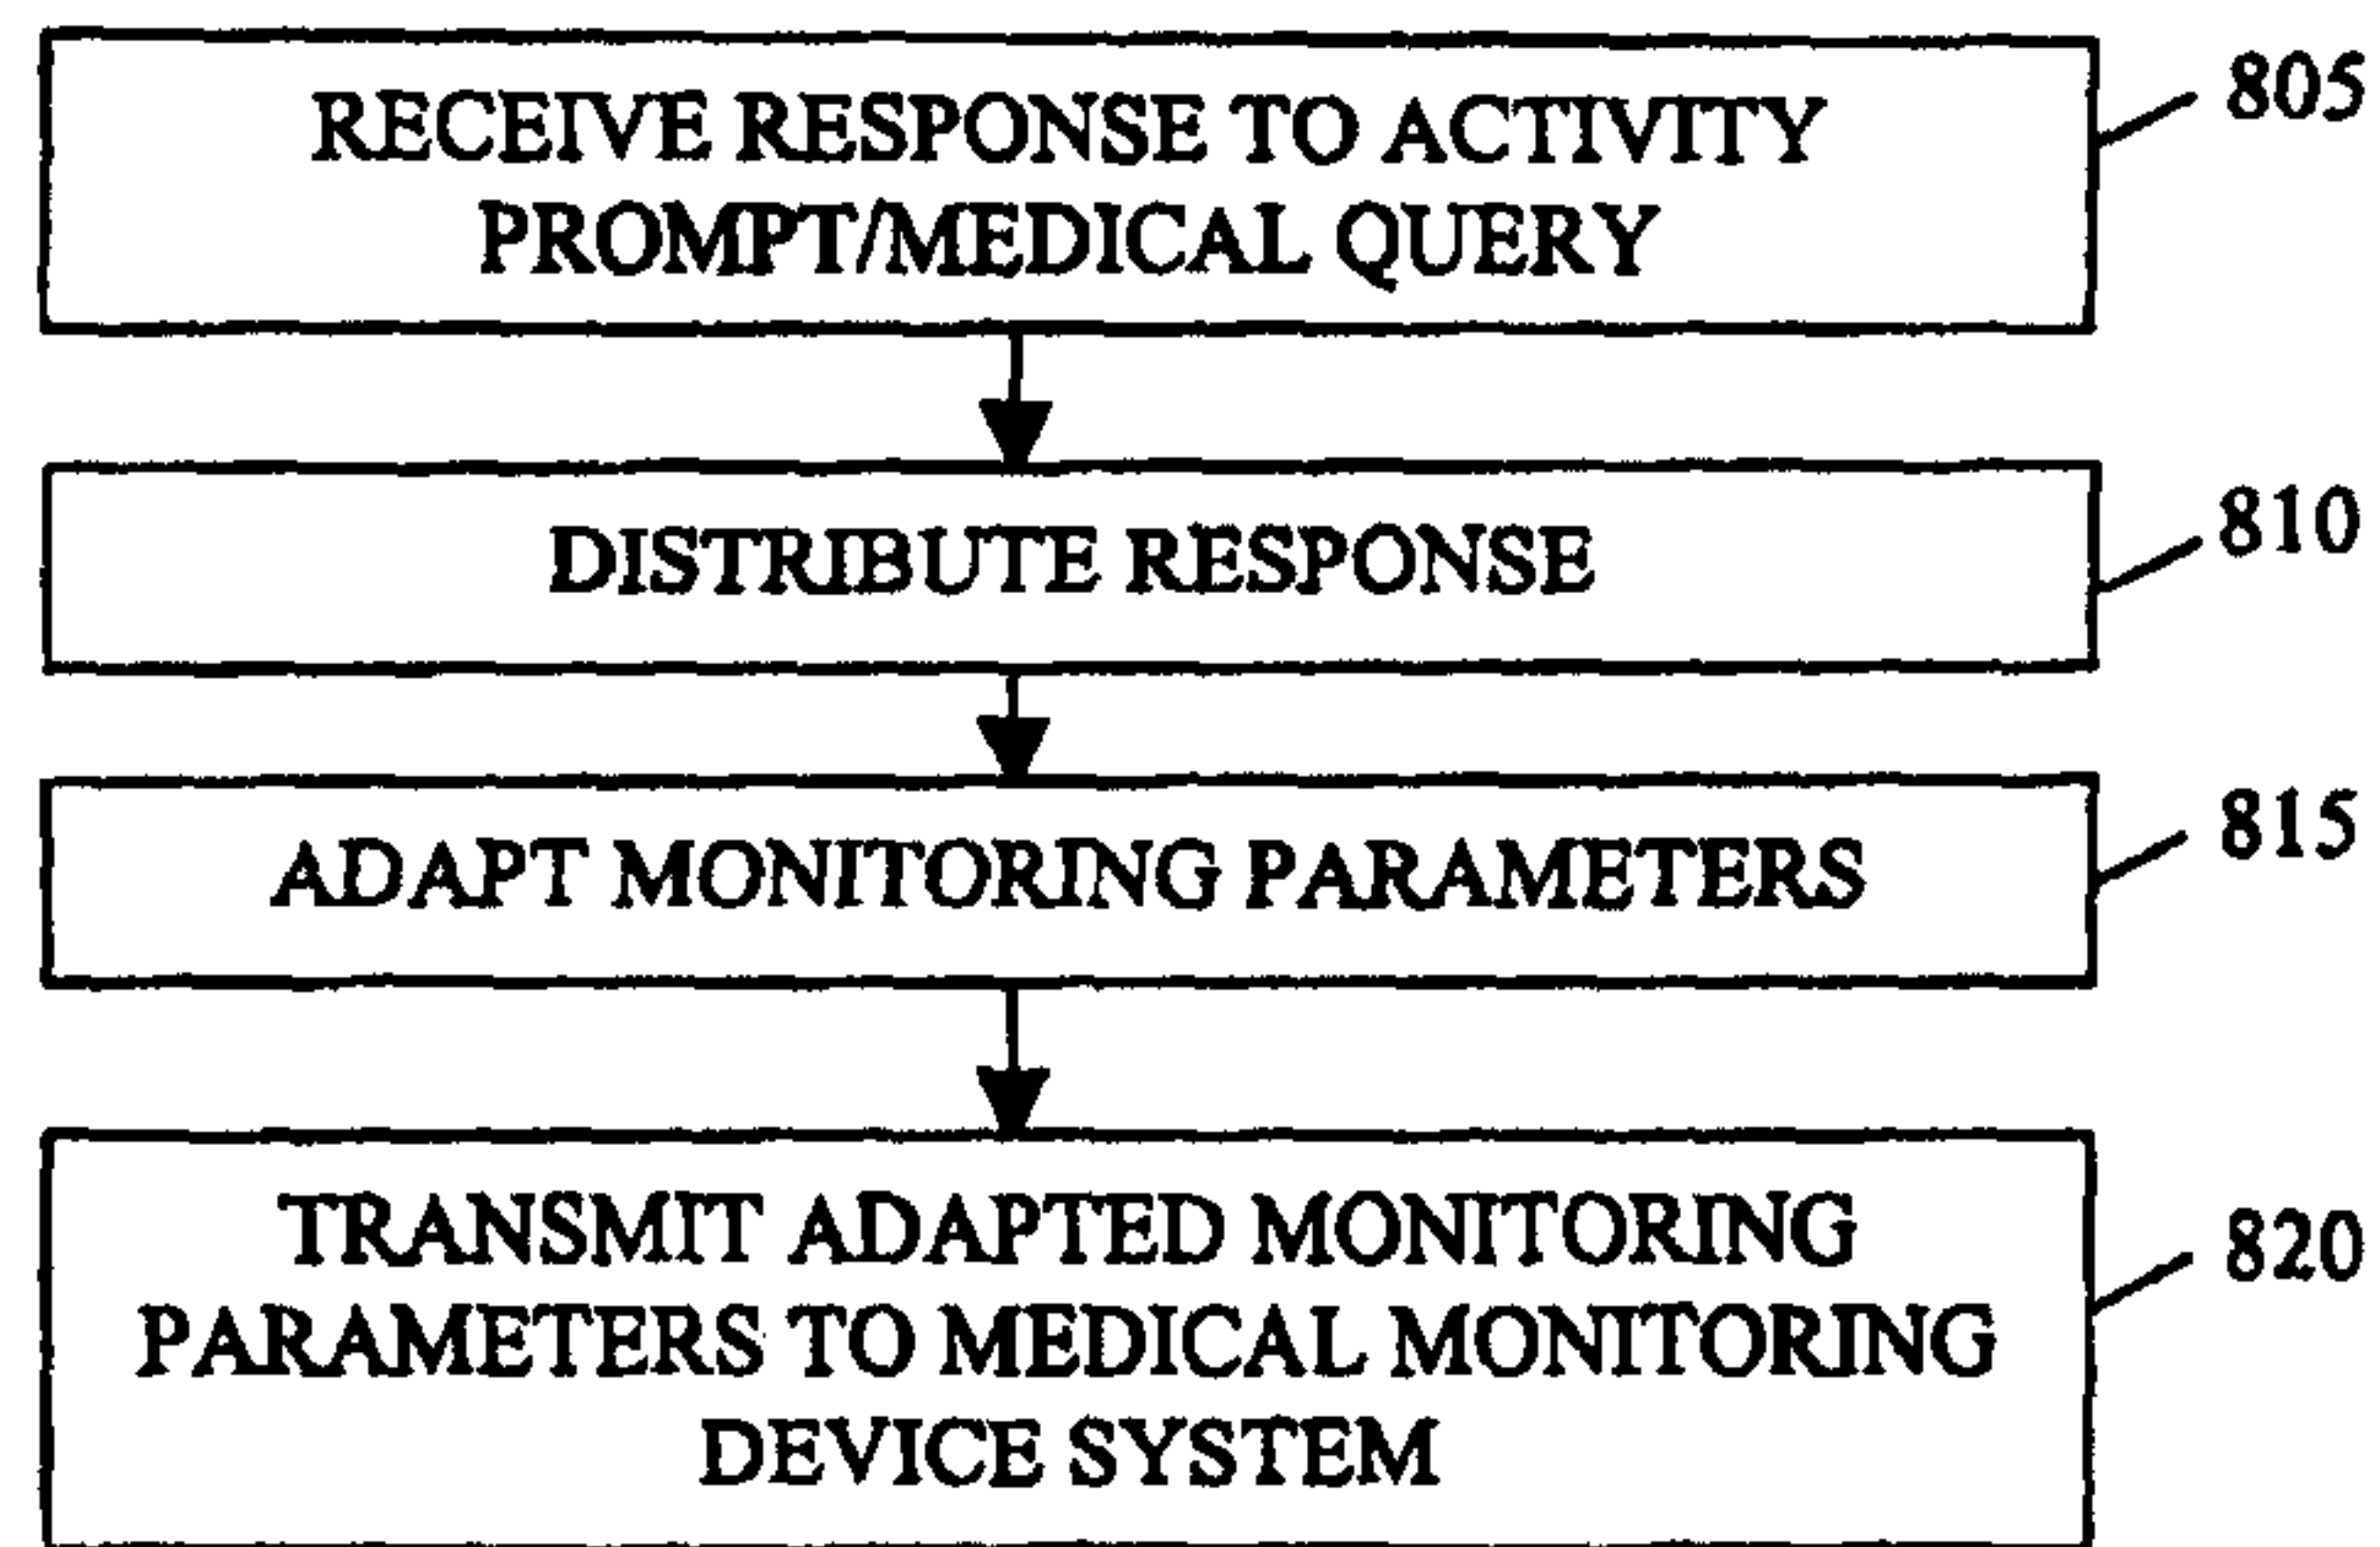 RECEIVE RESPONSE TO ACTIVITY
PROMPT/MEDICAL QUERY
805
DISTRIBUTE RESPONSE
810
ADAPT MONITORING PARAMETERS
815
TRANSMIT ADAPTED MONITORING
PARAMETERS TO MEDICAL MONITORING
DEVICE SYSTEM
820